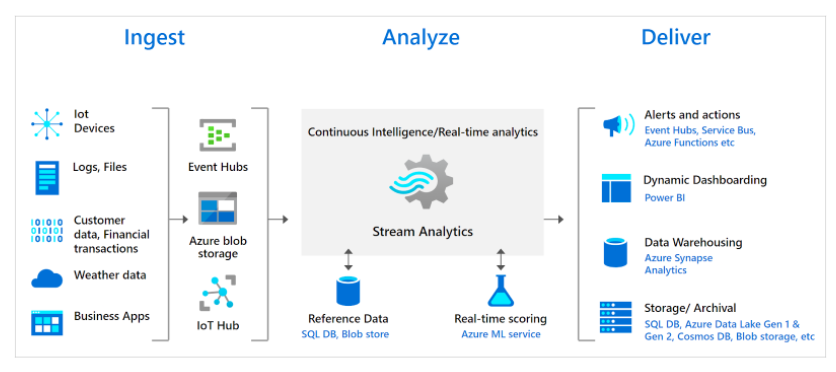 Ingest
Analyze
Deliver
Iot
Devices
Logs, Files
Customer
data, Financial
transactions
Weather data
Business Apps
Event Hubs
Azure blob
storage
IoT Hub
Continuous Intelligence/Real-time analytics
Stream Analytics
Reference Data
SQL DB, Blob store
Real-time scoring
Azure ML service
Alerts and actions
Event Hubs, Service Bus,
Azure Functions etc
Dynamic Dashboarding
Power BI
Data Warehousing
Azure Synapse
Analytics
Storage/ Archival
SQL DB, Azure Data Lake Gen 1 &
Gen 2, Cosmos DB, Blob storage, etc